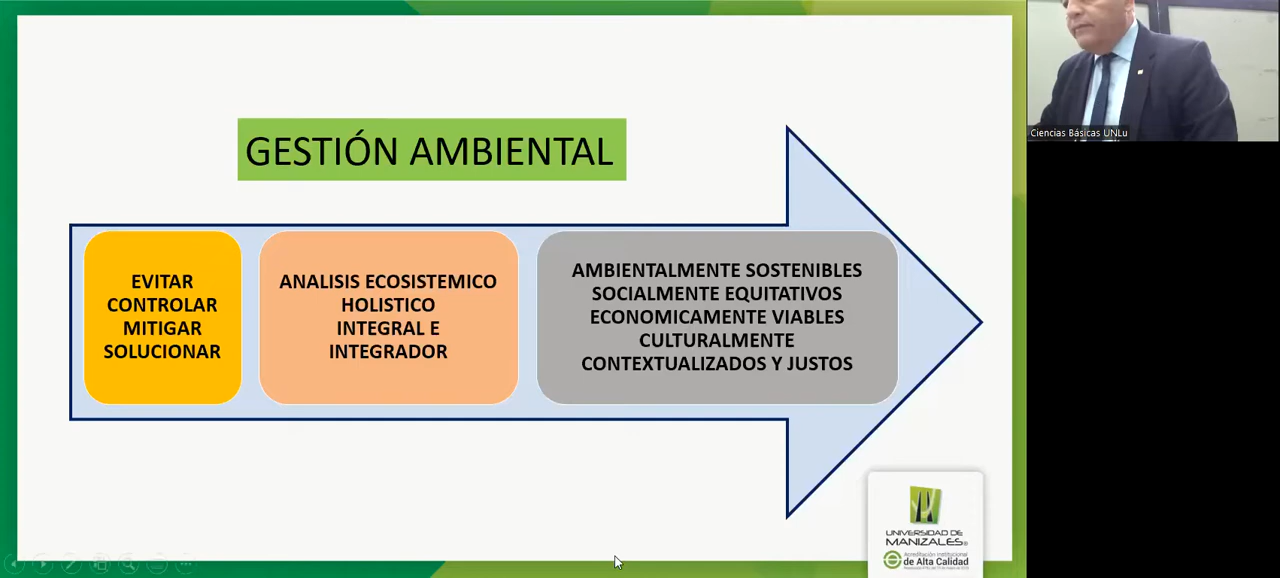 GESTIÓN AMBIENTAL
EVITAR
CONTROLAR
MITIGAR
SOLUCIONAR
ANALISIS ECOSISTEMICO
HOLISTICO
INTEGRAL E
INTEGRADOR
AMBIENTALMENTE SOSTENIBLES
SOCIALMENTE EQUITATIVOS
ECONOMICAMENTE VIABLES
CULTURALMENTE
CONTEXTUALIZADOS Y JUSTOS
Ciencias Básicas UNLu
UNIVERSIDAD DE
MANIZALES
Acreditación Institucional
de Alta Calidad